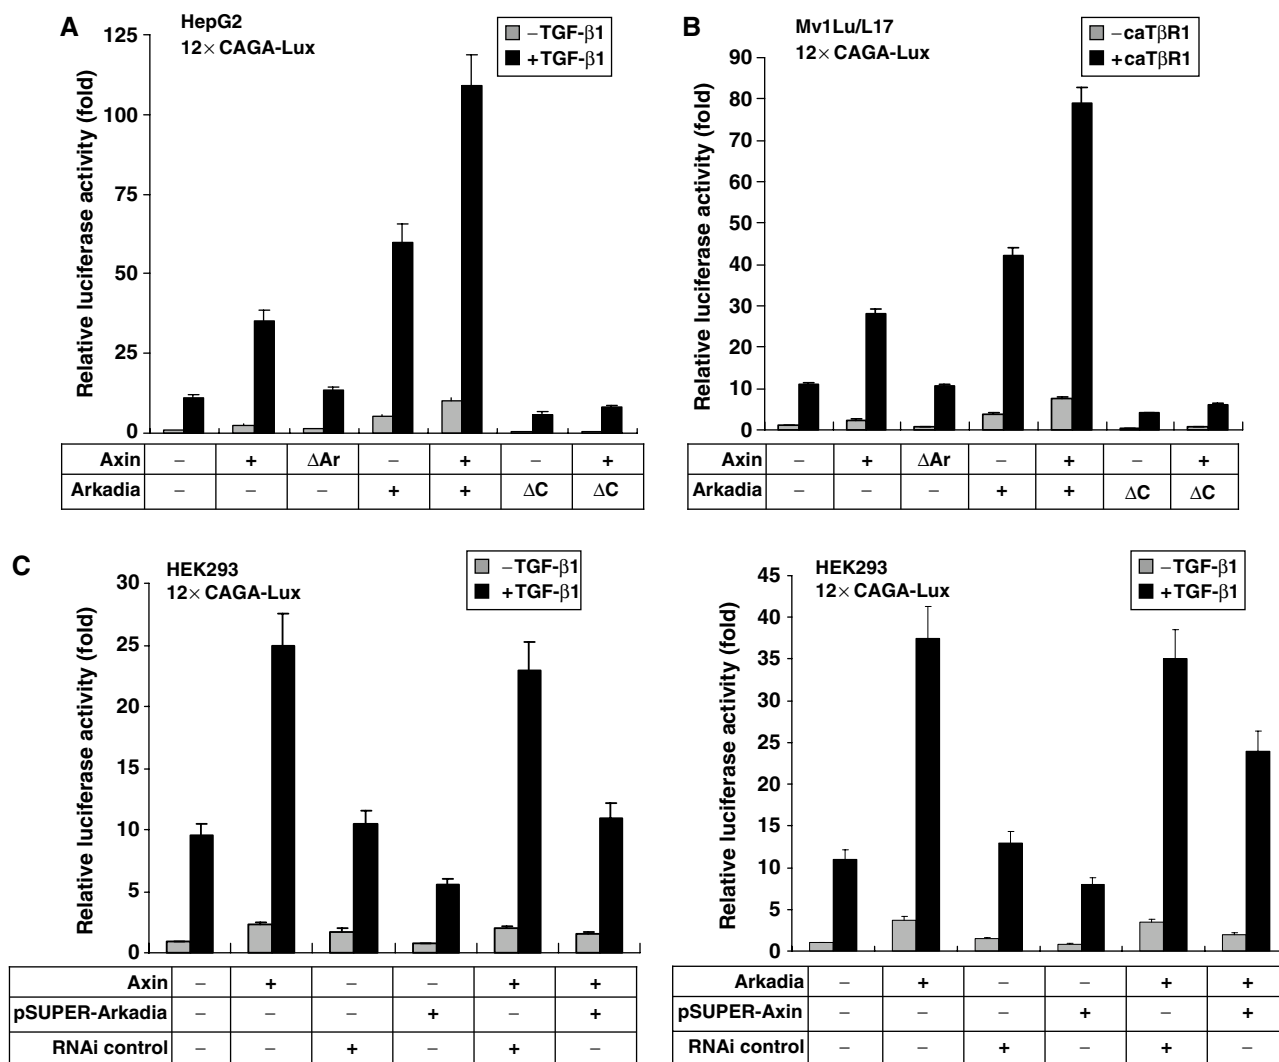 A
HepG2
12× CAGA-Lux
−TGF-β1
+TGF-β1
Relative luciferase activity (fold)
125
100
75
50
25
0
Axin − + ΔAr − + − +
Arkadia − − − + + ΔC ΔC
B
Mv1Lu/L17
12× CAGA-Lux
−caTβR1
+caTβR1
Relative luciferase activity (fold)
90
80
70
60
50
40
30
20
10
0
Axin − + ΔAr − + − +
Arkadia − − − + + ΔC ΔC
C
HEK293
12× CAGA-Lux
−TGF-β1
+TGF-β1
Relative luciferase activity (fold)
30
25
20
15
10
5
0
Axin − + − − + +
pSUPER-Arkadia − − − + − +
RNAi control − − + − + −
HEK293
12× CAGA-Lux
−TGF-β1
+TGF-β1
Relative luciferase activity (fold)
45
40
35
30
25
20
15
10
5
0
Arkadia − + − − + +
pSUPER-Axin − − − + − +
RNAi control − − + − + −